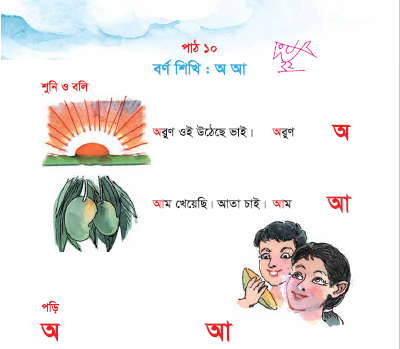 পাঠ ১০
বর্ণ শিখি : অ আ
শুনি ও বলি
অরুণ ওই উঠেছে ভাই। অরুণ অ
আম খেয়েছি। আতা চাই। আম আ
পড়ি
অ আ